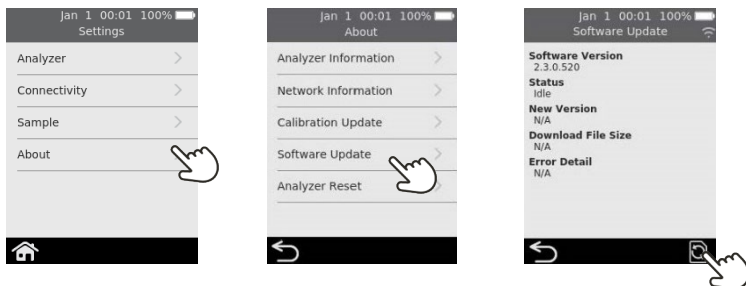 Jan 1 00:01 100%
Settings
Analyzer
Connectivity
Sample
About
Jan 1 00:01 100%
About
Analyzer Information
Network Information
Calibration Update
Software Update
Analyzer Reset
Jan 1 00:01 100%
Software Update
Software Version
2.3.0.520
Status
Idle
New Version
N/A
Download File Size
N/A
Error Detail
N/A